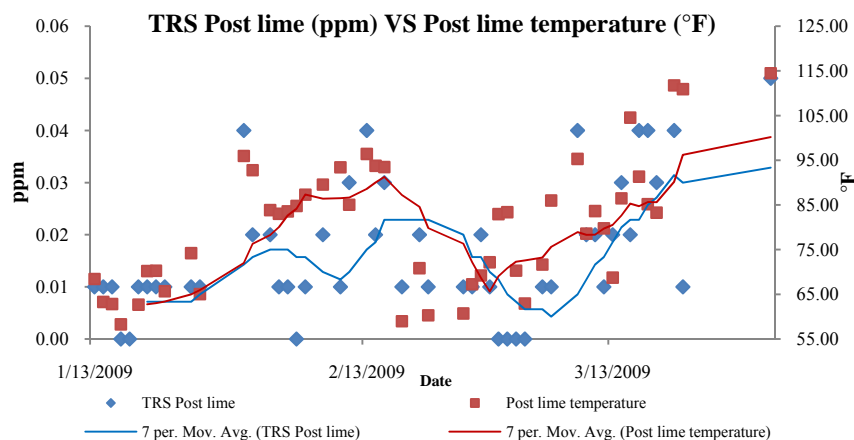 TRS Post lime (ppm) VS Post lime temperature (°F)
0.06
0.05
0.04
0.03
0.02
0.01
0.00
ppm
125.00
115.00
105.00
95.00
85.00
75.00
65.00
55.00
°F
1/13/2009
2/13/2009
3/13/2009
Date
TRS Post lime
Post lime temperature
7 per. Mov. Avg. (TRS Post lime)
7 per. Mov. Avg. (Post lime temperature)